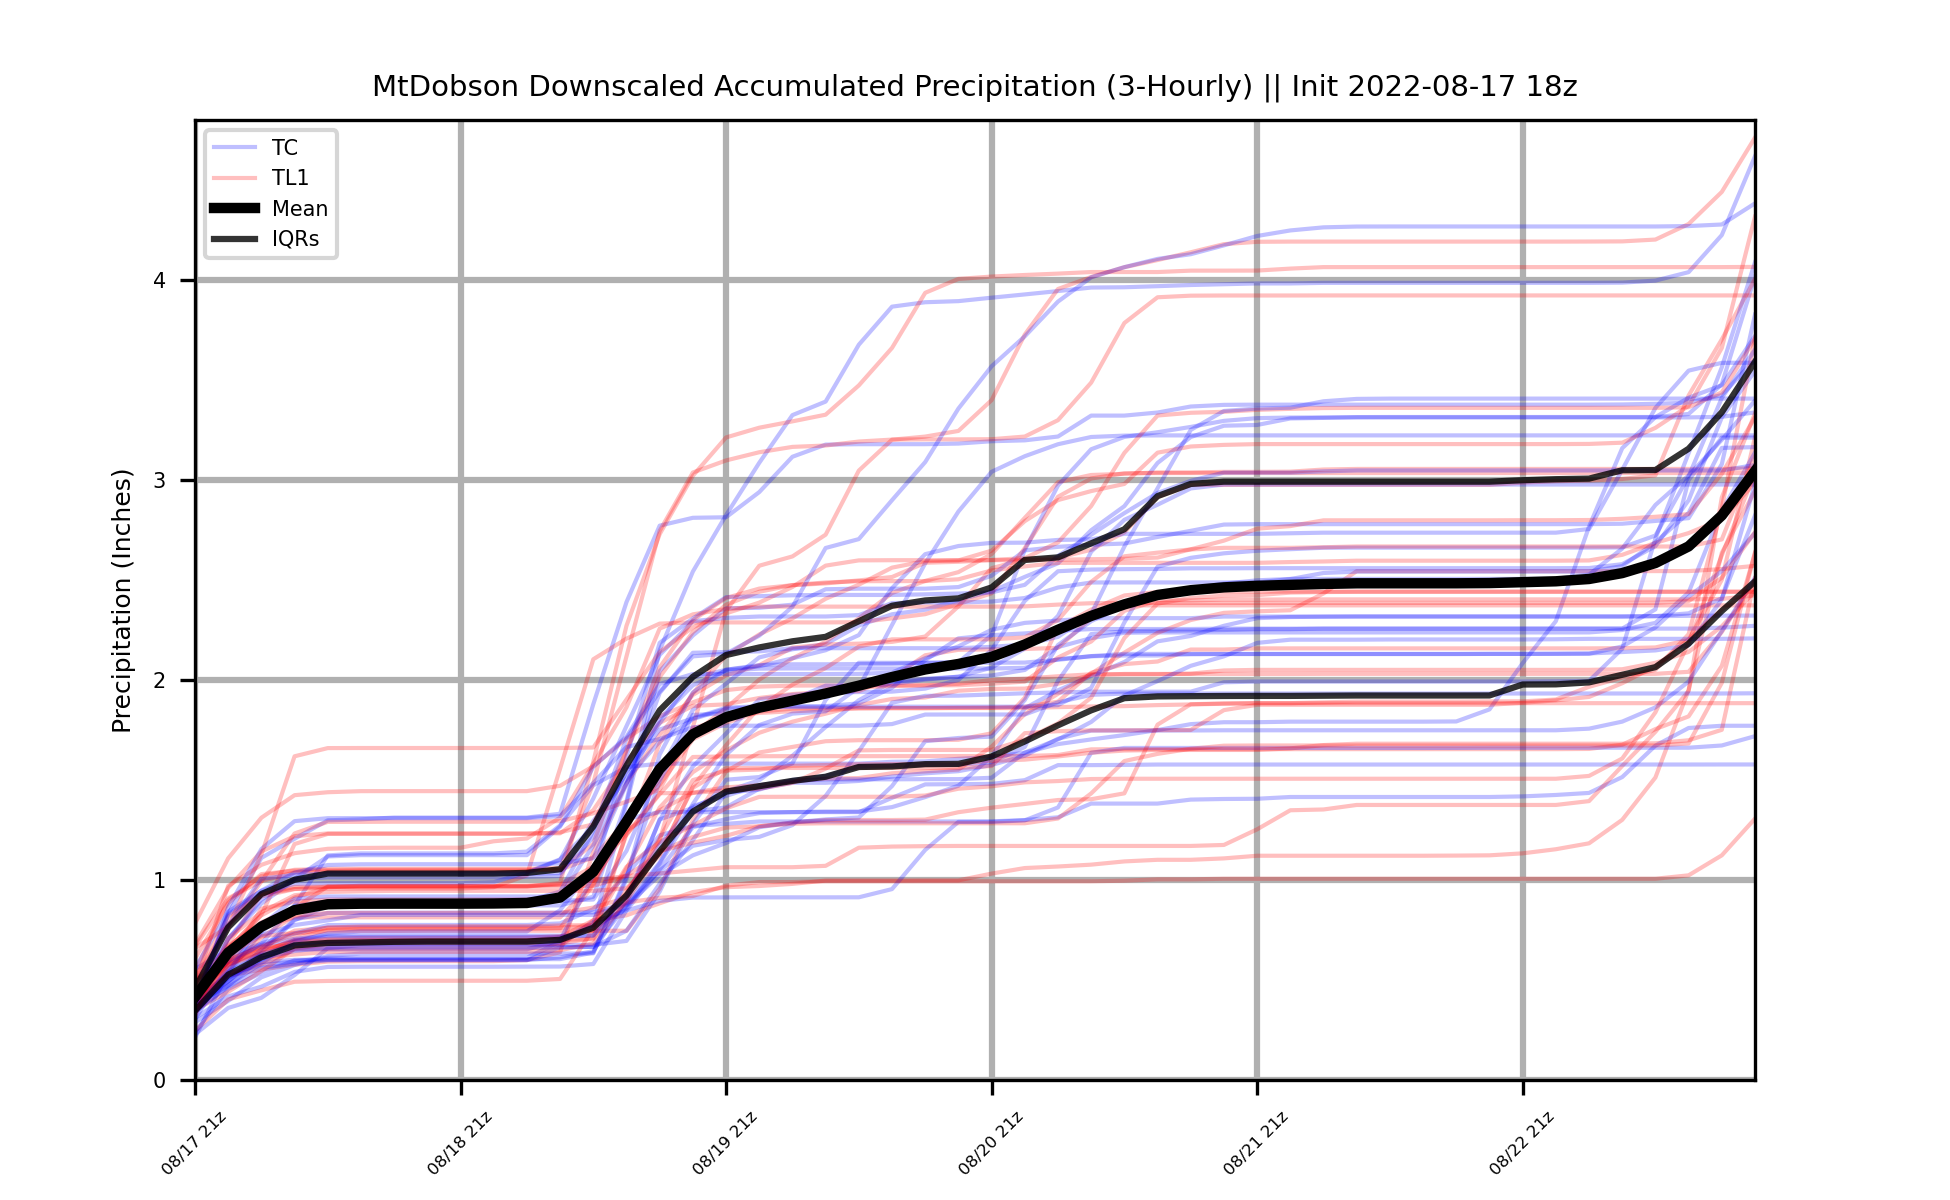 MtDobson Downscaled Accumulated Precipitation (3-Hourly) || Init 2022-08-17 18z
TC
TL1
Mean
IQRs
Precipitation (Inches)
4
3
2
1
0
08/17 21z
08/18 21z
08/19 21z
08/20 21z
08/21 21z
08/22 21z